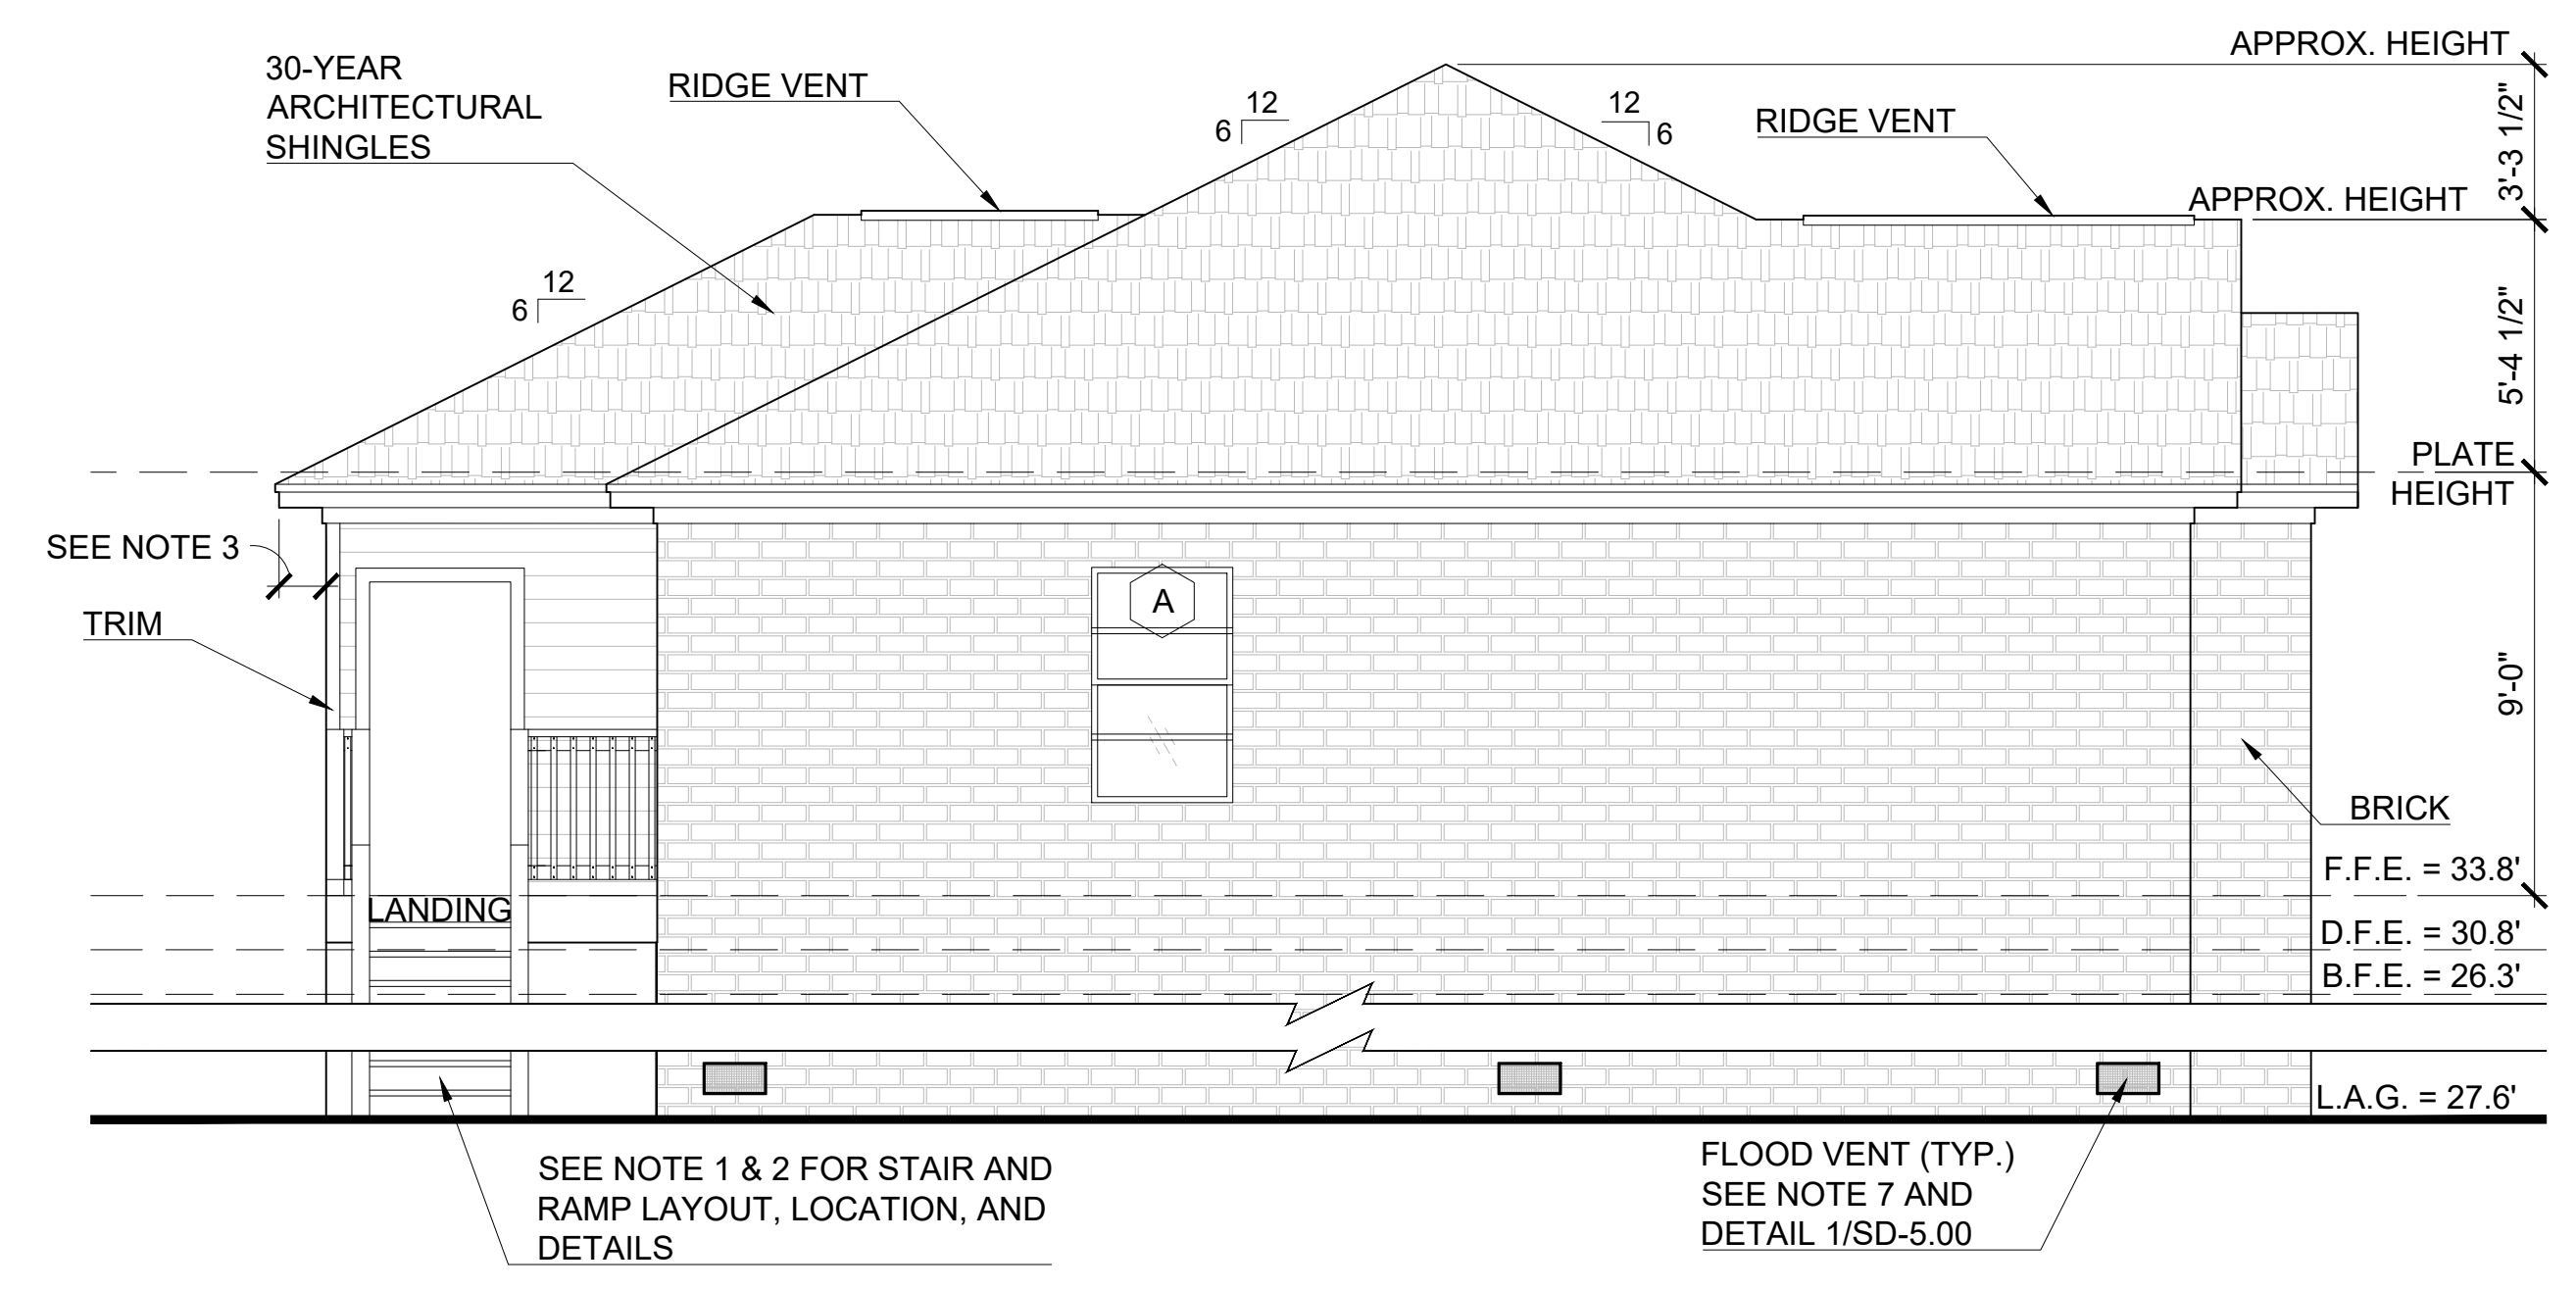 APPROX. HEIGHT
30-YEAR
ARCHITECTURAL
SHINGLES
RIDGE VENT
12
6
12
6
RIDGE VENT
3'-3 1/2"
APPROX. HEIGHT
12
6
5'-4 1/2"
PLATE
HEIGHT
SEE NOTE 3
A
TRIM
9'-0"
BRICK
F.F.E. = 33.8'
LANDING
D.F.E. = 30.8'
B.F.E. = 26.3'
L.A.G. = 27.6'
SEE NOTE 1 & 2 FOR STAIR AND
RAMP LAYOUT, LOCATION, AND
DETAILS
FLOOD VENT (TYP.)
SEE NOTE 7 AND
DETAIL 1/SD-5.00